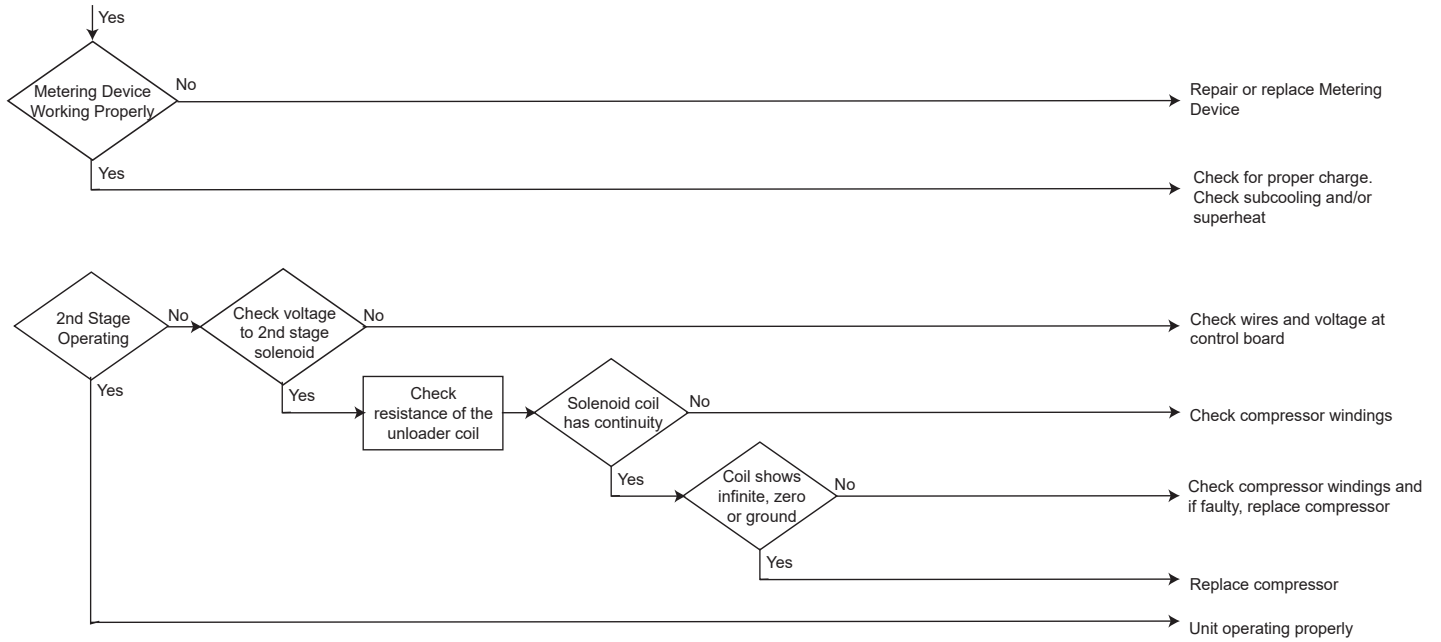 Yes
Metering Device
Working Properly
No
Repair or replace Metering
Device
Yes
Check for proper charge.
Check subcooling and/or
superheat
2nd Stage
Operating
No
Check voltage
to 2nd stage
solenoid
No
Check wires and voltage at
control board
Yes
Yes
Check
resistance of the
unloader coil
Solenoid coil
has continuity
No
Check compressor windings
Yes
Coil shows
infinite, zero
or ground
No
Check compressor windings and
if faulty, replace compressor
Yes
Replace compressor
Unit operating properly